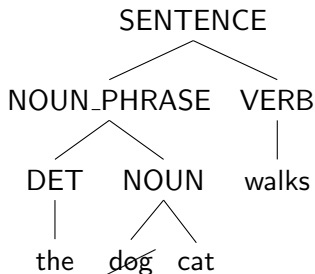 SENTENCE
NOUN_PHRASE VERB
DET NOUN walks
the dog cat